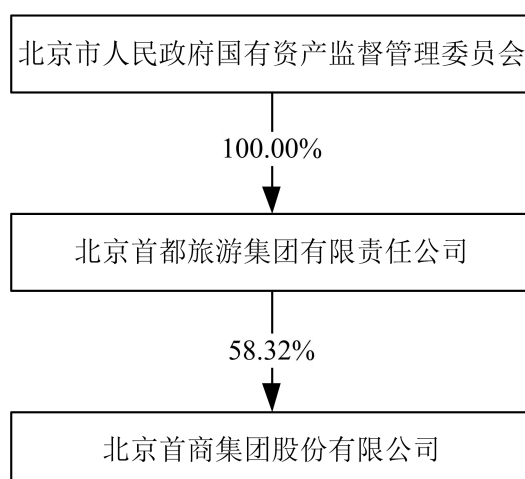 北京市人民政府国有资产监督管理委员会
100.00%
北京首都旅游集团有限责任公司
58.32%
北京首商集团股份有限公司